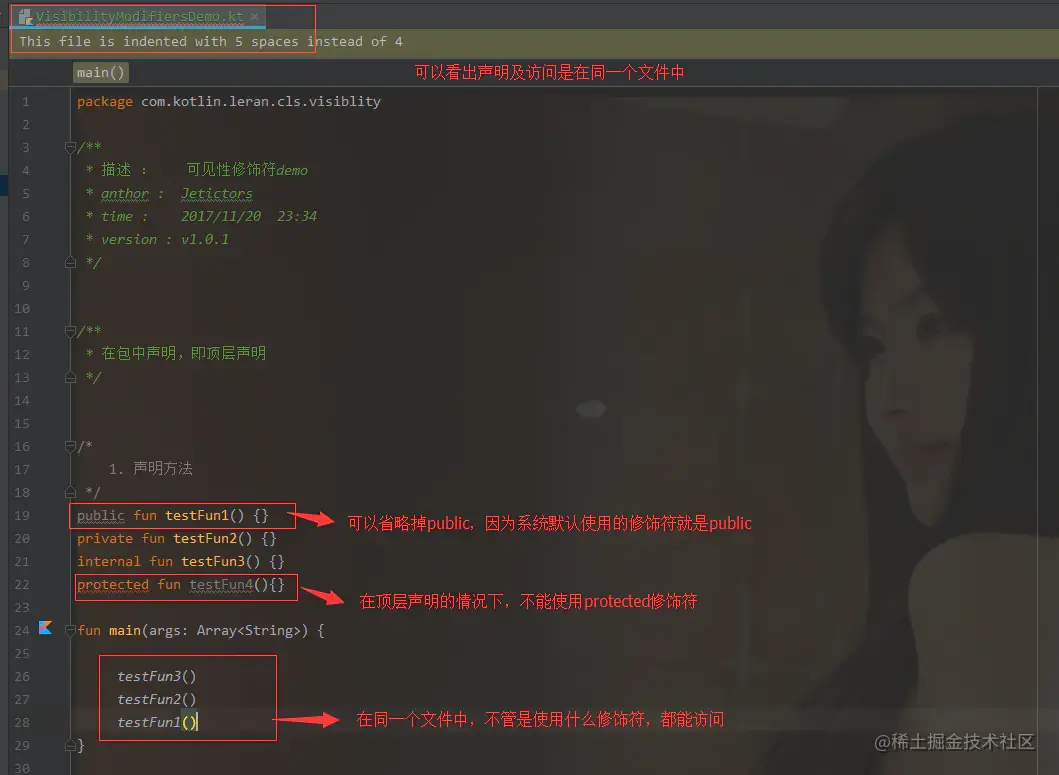 VisibilityModifiersDemo.kt ×
This file is indented with 5 spaces instead of 4
main()
可以看出声明及访问是在同一个文件中
1 package com.kotlin.leran.cls.visiblity
2
3 /**
4 * 描述 : 可见性修饰符demo
5 * anthor : Jetictors
6 * time : 2017/11/20 23:34
7 * version : v1.0.1
8 */
9
10
11 /**
12 * 在包中声明，即顶层声明
13 */
14
15
16 /*
17 1. 声明方法
18 */
19 public fun testFun1() {}
可以省略掉public，因为系统默认使用的修饰符就是public
20 private fun testFun2() {}
21 internal fun testFun3() {}
22 protected fun testFun4(){}
在顶层声明的情况下，不能使用protected修饰符
23
24 fun main(args: Array<String>) {
25
26 testFun3()
27 testFun2()
28 testFun1()
在同一个文件中，不管是使用什么修饰符，都能访问
29 }
30
@稀土掘金技术社区